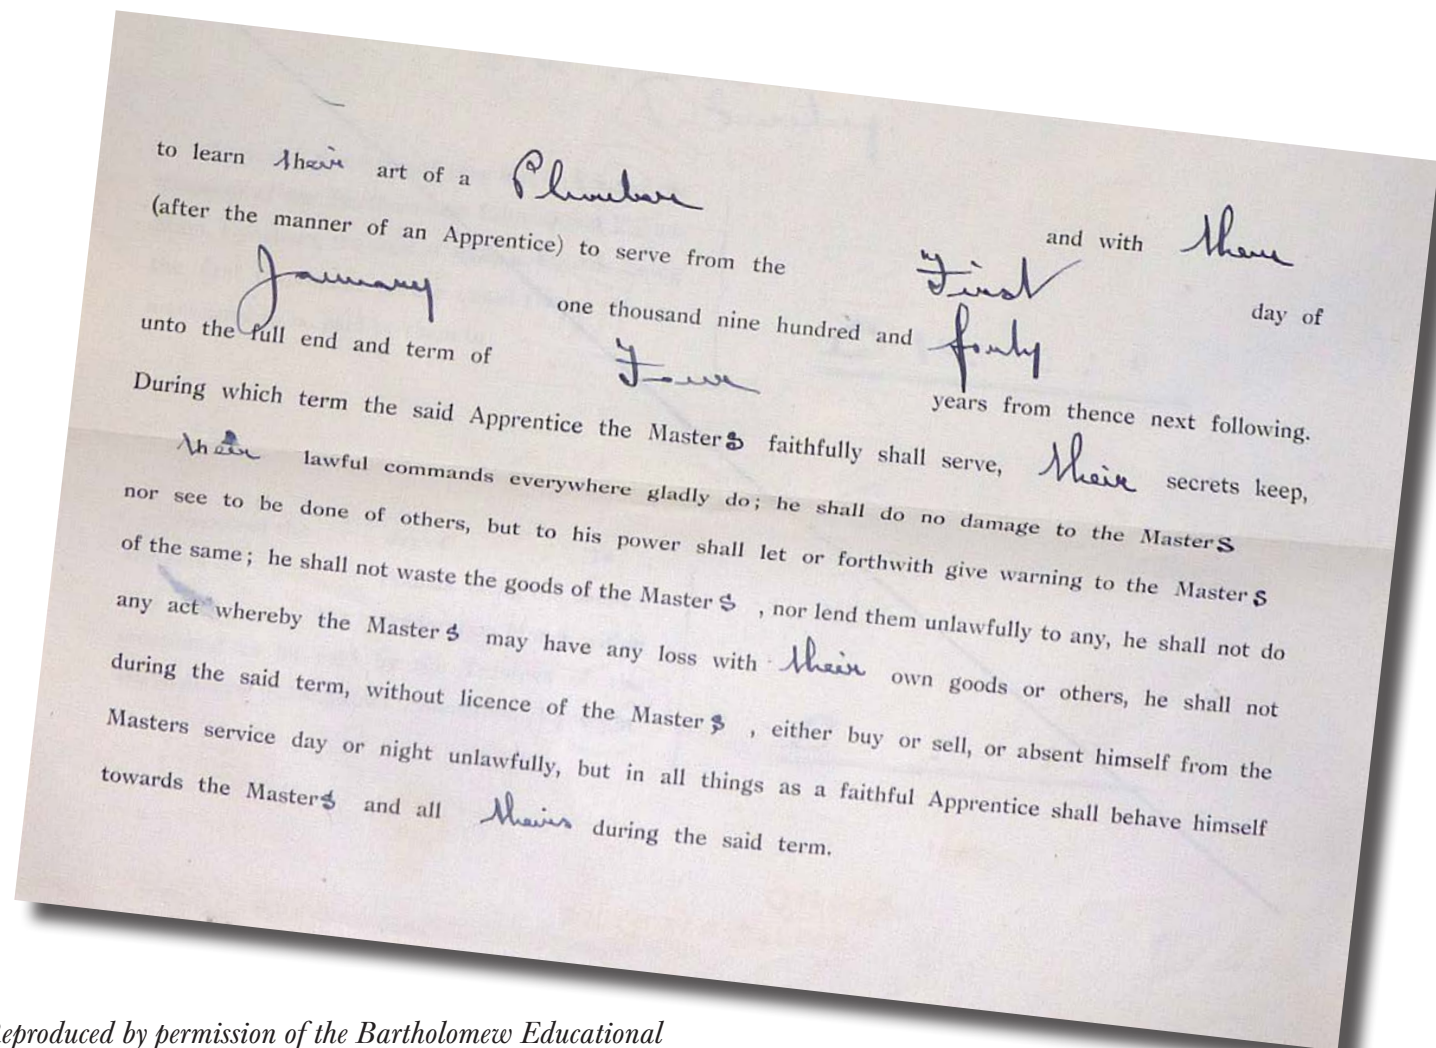 to learn their art of a Plumber and with them
(after the manner of an Apprentice) to serve from the First day of
January one thousand nine hundred and forty
unto the full end and term of Four years from thence next following.
During which term the said Apprentice the Masters faithfully shall serve, their secrets keep,
their lawful commands everywhere gladly do; he shall do no damage to the Masters
nor see to be done of others, but to his power shall let or forthwith give warning to the Masters
of the same; he shall not waste the goods of the Masters, nor lend them unlawfully to any, he shall not do
any act whereby the Masters may have any loss with their own goods or others, he shall not
during the said term, without licence of the Masters, either buy or sell, or absent himself from the
Masters service day or night unlawfully, but in all things as a faithful Apprentice shall behave himself
towards the Masters and all theirs during the said term.
eproduced by permission of the Bartholomew Educational